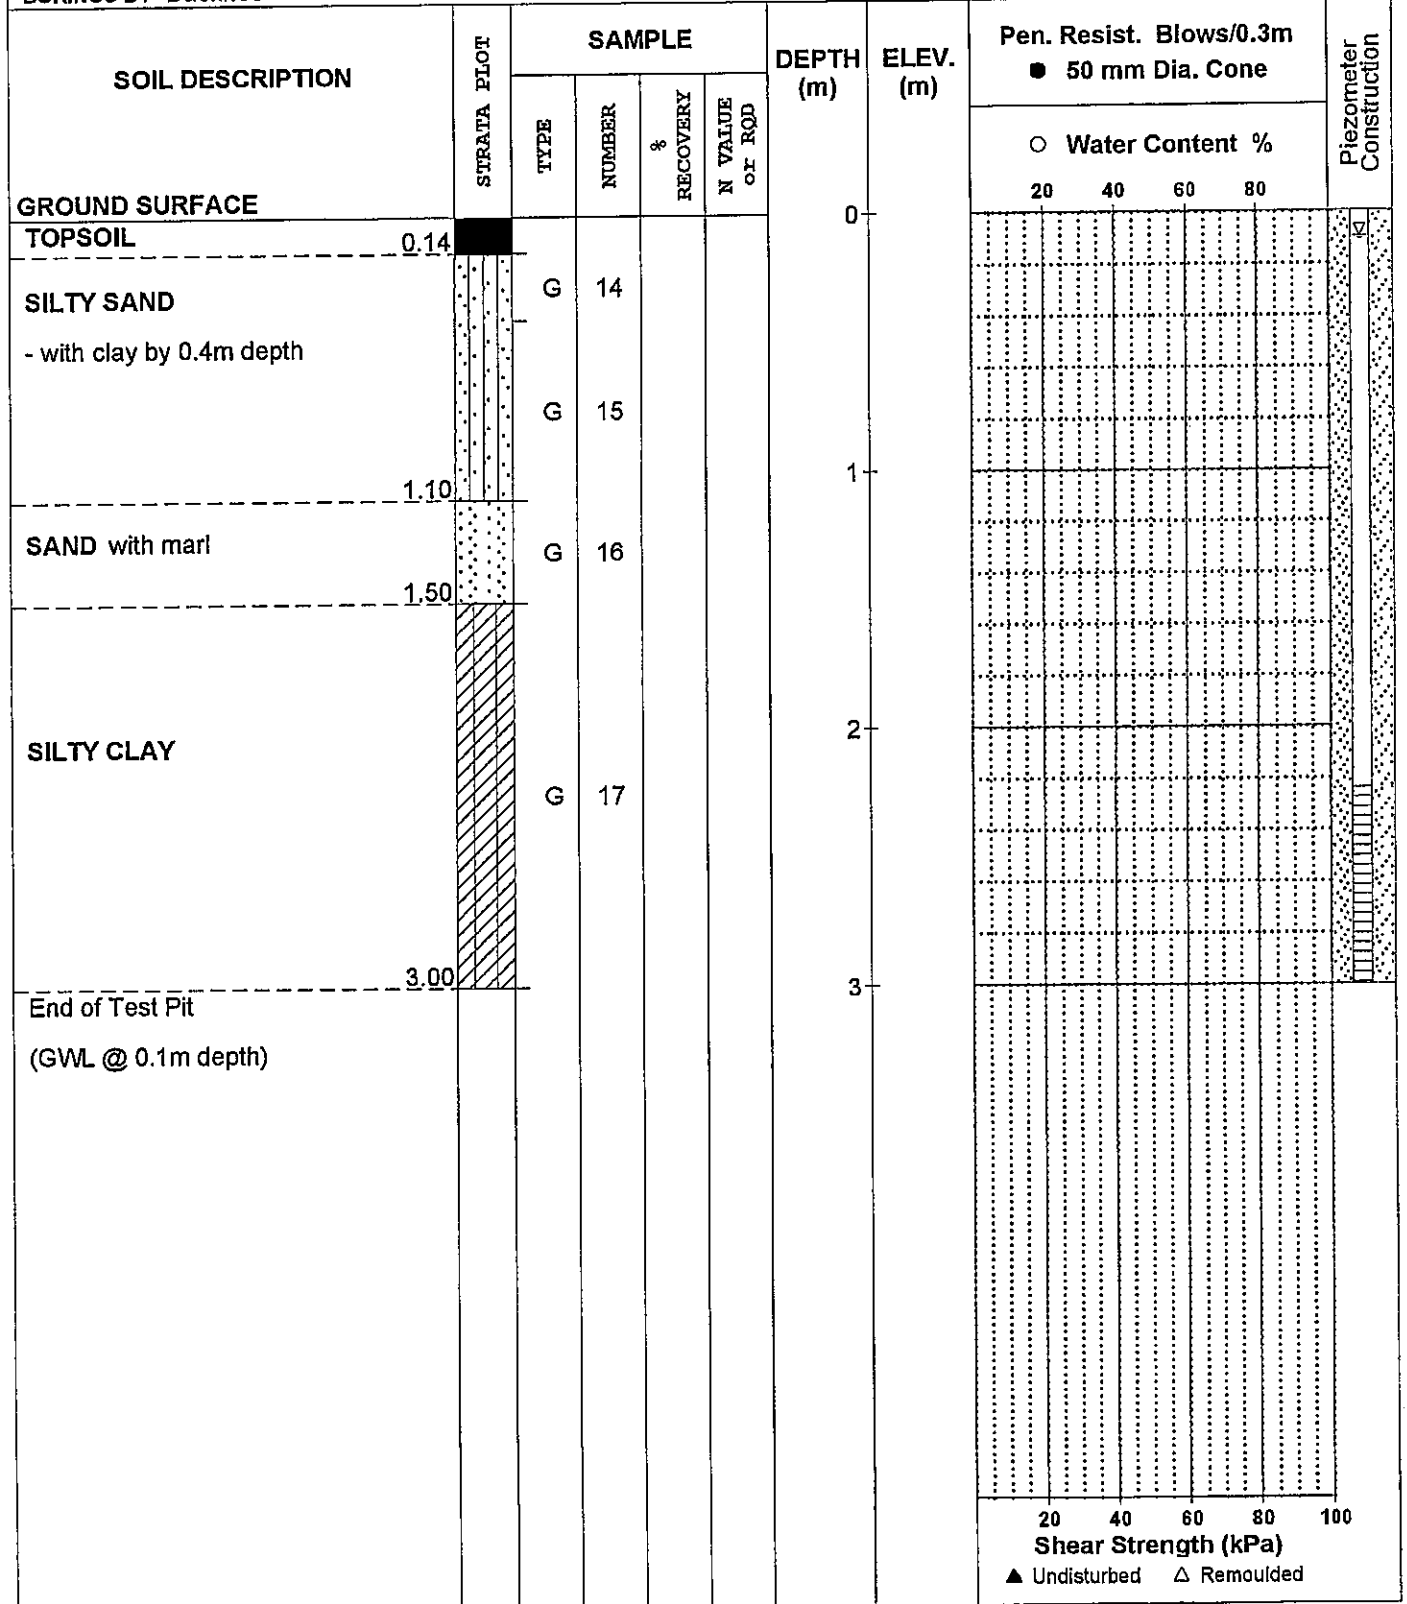 SOIL DESCRIPTION
GROUND SURFACE
STRATA PLOT
SAMPLE
TYPE
NUMBER
% RECOVERY
N VALUE or RQD
DEPTH (m)
ELEV. (m)
Pen. Resist. Blows/0.3m
● 50 mm Dia. Cone
○ Water Content %
20 40 60 80
Piezometer Construction
0
TOPSOIL 0.14
SILTY SAND
G 14
- with clay by 0.4m depth
G 15
1
1.10
SAND with marl
G 16
1.50
2
SILTY CLAY
G 17
3.00
3
End of Test Pit
(GWL @ 0.1m depth)
20 40 60 80 100
Shear Strength (kPa)
▲ Undisturbed △ Remoulded